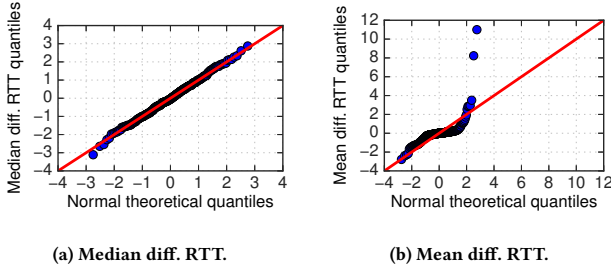 Median diff. RTT quantiles
4
3
2
1
0
−1
−2
−3
−4
−4 −3 −2 −1 0 1 2 3 4
Normal theoretical quantiles
(a) Median diff. RTT.
Mean diff. RTT quantiles
12
10
8
6
4
2
0
−2
−4
−4 −2 0 2 4 6 8 10 12
Normal theoretical quantiles
(b) Mean diff. RTT.